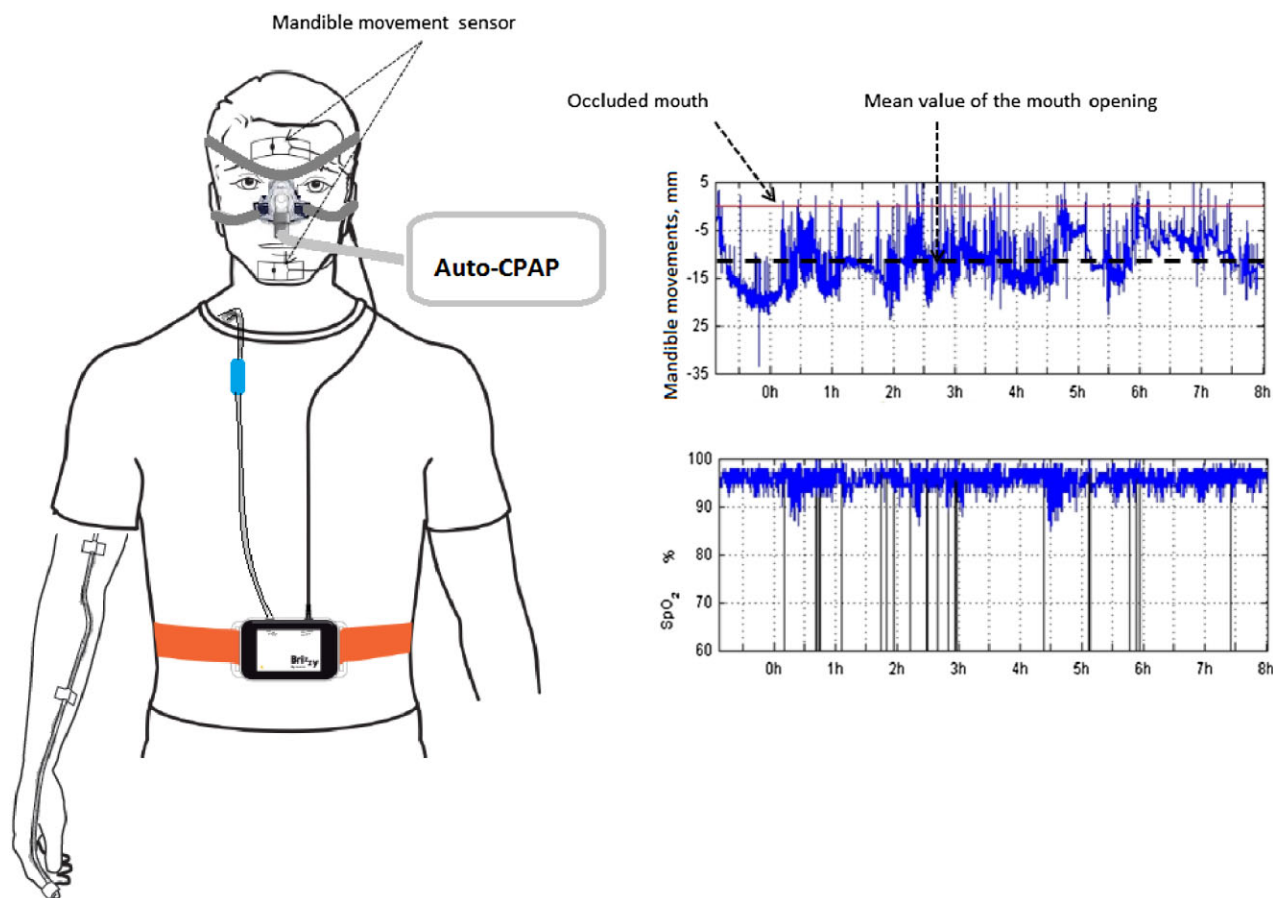 Mandible movement sensor
Auto-CPAP
Brizzy
Occluded mouth
Mean value of the mouth opening
Mandible movements, mm
5
-5
-15
-25
-35
0h 1h 2h 3h 4h 5h 6h 7h 8h
SpO2 %
100
90
80
70
60
0h 1h 2h 3h 4h 5h 6h 7h 8h